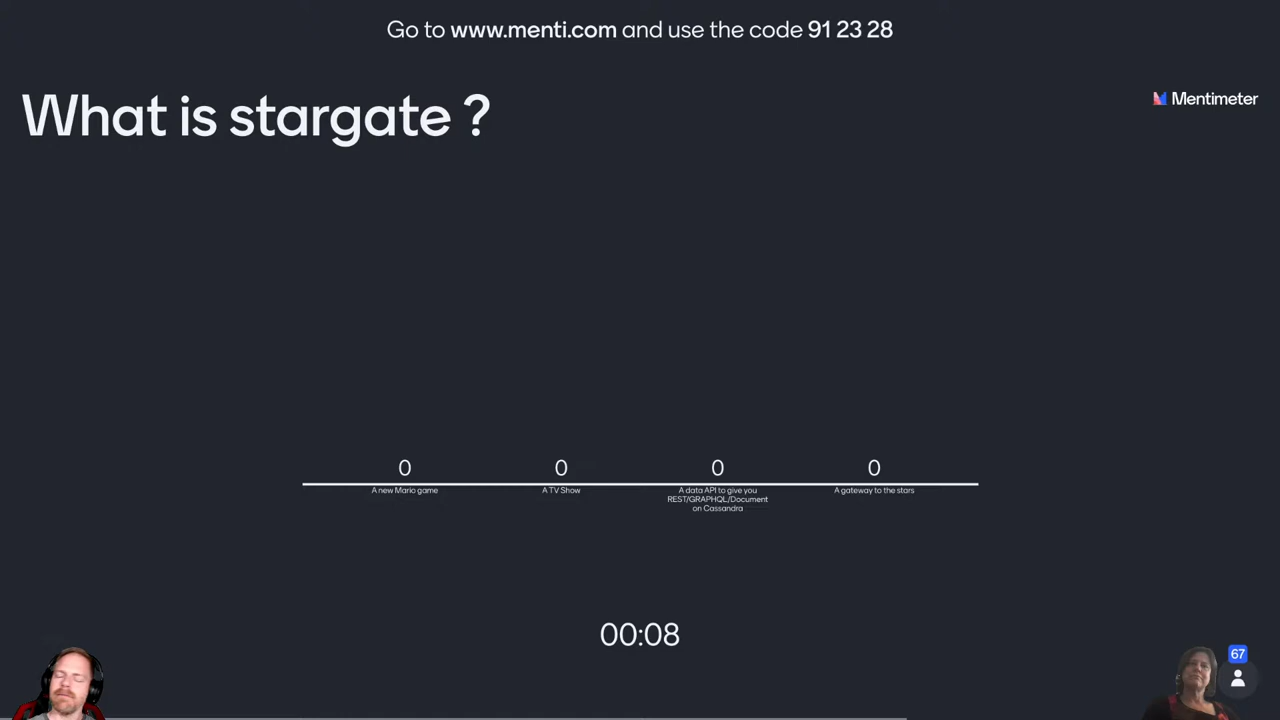 Go to www.menti.com and use the code 91 23 28
What is stargate ?
Mentimeter
0
0
0
0
A new Mario game
A TV Show
A data API to give you
REST/GRAPHQL/Document
on Cassandra
A gateway to the stars
00:08
67